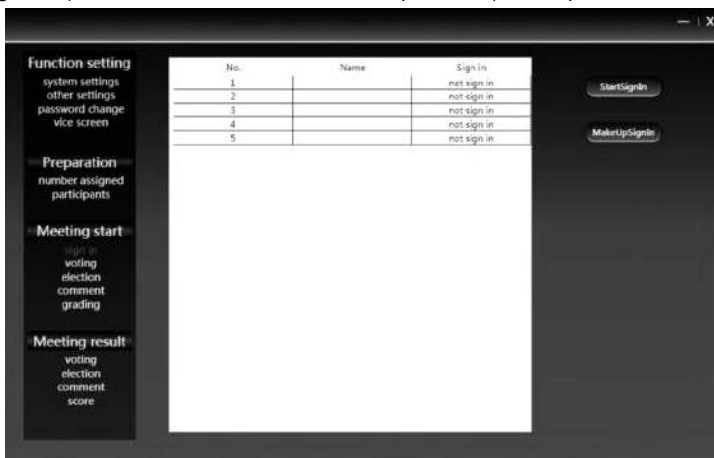 — | X
Function setting
system settings
other settings
password change
vice screen
Preparation
number assigned
participants
Meeting start
sign in
voting
election
comment
grading
Meeting result
voting
election
comment
score
No. Name Sign in
1 not sign in
2 not sign in
3 not sign in
4 not sign in
5 not sign in
StartSignIn
MakeUpSignIn